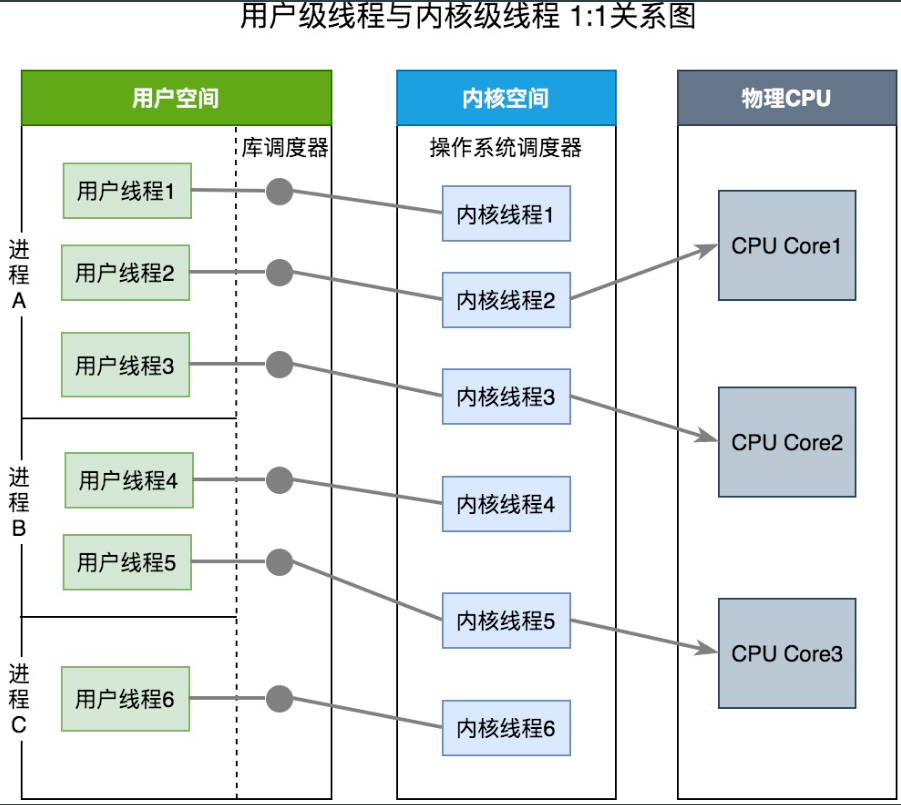 用户级线程与内核级线程 1:1关系图
用户空间
内核空间
物理CPU
库调度器
操作系统调度器
进程A
用户线程1
用户线程2
用户线程3
进程B
用户线程4
用户线程5
进程C
用户线程6
内核线程1
内核线程2
内核线程3
内核线程4
内核线程5
内核线程6
CPU Core1
CPU Core2
CPU Core3